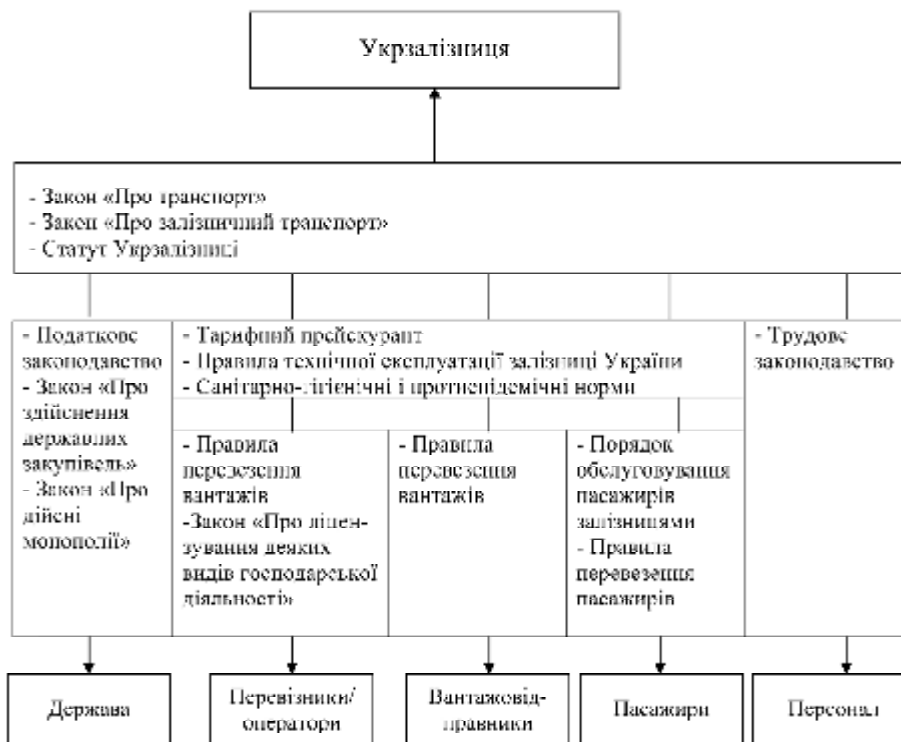 Укрзалізниця
- Закон «Про транспорт»
- Закон «Про залізничний транспорт»
- Статут Укрзалізниці
- Податкове
законодавство
- Закон «Про
здійснення
державних
закупівель»
- Закон «Про
дійсні
монополії»
- Тарифний прейскурант
- Правила технічної експлуатації залізниці України
- Санітарно-гігієнічні і протиепідемічні норми
- Правила
перевезення
вантажів
-Закон «Про ліцен-
зування деяких
видів господарської
діяльності»
- Правила
перевезення
вантажів
- Порядок
обслуговування
пасажирів
залізницями
- Правила
перевезення
пасажирів
- Трудове
законодавство
Держава
Перевізники/
оператори
Вантажовід-
правники
Пасажири
Персонал